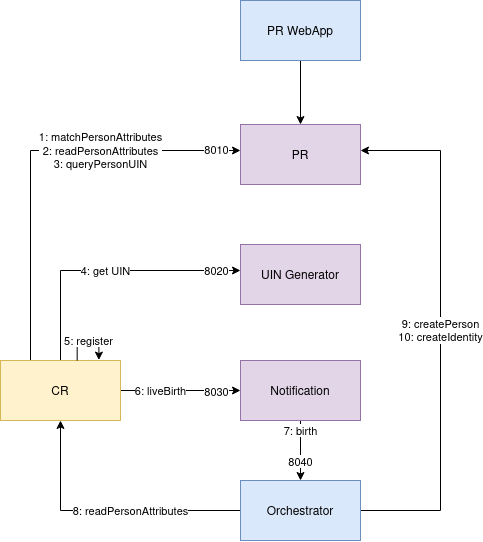 PR WebApp
1: matchPersonAttributes
2: readPersonAttributes
3: queryPersonUIN
8010
PR
4: get UIN
8020
UIN Generator
9: createPerson
10: createIdentity
5: register
CR
6: liveBirth
8030
Notification
7: birth
8040
8: readPersonAttributes
Orchestrator